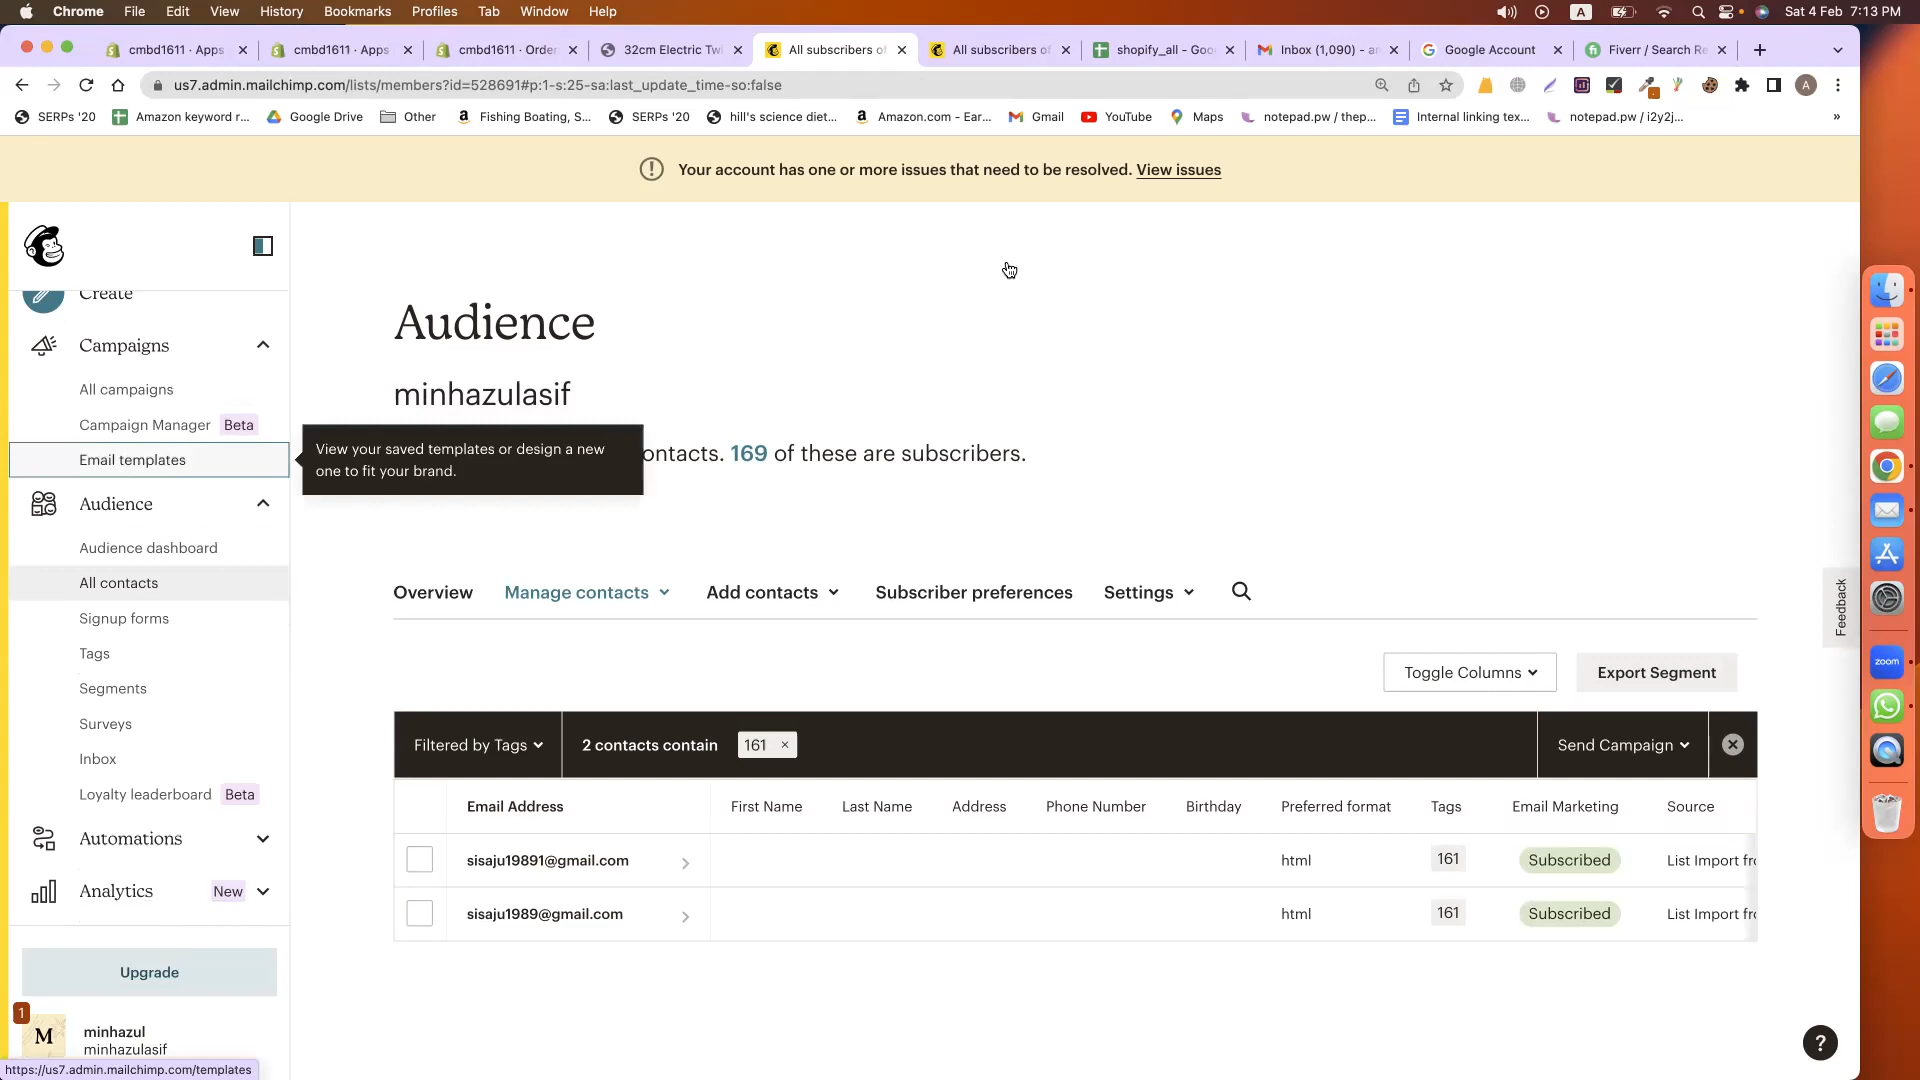 Chrome File Edit View History Bookmarks Profiles Tab Window Help A Sat 4 Feb 7:13 PM
cmbd1611 · Apps cmbd1611 · Apps cmbd1611 · Order 32cm Electric Twi All subscribers of All subscribers of shopify_all - Goo Inbox (1,090) - an Google Account Fiverr / Search Re
us7.admin.mailchimp.com/lists/members?id=528691#p:1-s:25-sa:last_update_time-so:false A
SERPs '20 Amazon keyword r... Google Drive Other Fishing Boating, S... SERPs '20 hill's science diet... Amazon.com - Ear... Gmail YouTube Maps notepad.pw / thep... Internal linking tex... notepad.pw / i2y2j... »
Your account has one or more issues that need to be resolved. View issues
Create
Campaigns
All campaigns
Campaign Manager Beta
Email templates
Audience
Audience dashboard
All contacts
Signup forms
Tags
Segments
Surveys
Inbox
Loyalty leaderboard Beta
Automations
Analytics New
Upgrade
1
M
minhazul
minhazulasif
https://us7.admin.mailchimp.com/templates
Audience
minhazulasif
View your saved templates or design a new
one to fit your brand.
ontacts. 169 of these are subscribers.
Overview Manage contacts Add contacts Subscriber preferences Settings
Toggle Columns Export Segment
Filtered by Tags 2 contacts contain 161 × Send Campaign
Email Address First Name Last Name Address Phone Number Birthday Preferred format Tags Email Marketing Source
sisaju19891@gmail.com html 161 Subscribed List Import fro
sisaju1989@gmail.com html 161 Subscribed List Import fro
Feedback
zoom
?